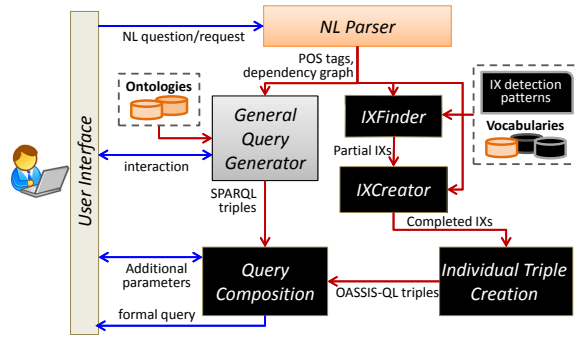 NL Parser
NL question/request
POS tags,
dependency graph
Ontologies
IX detection
patterns
Vocabularies
General
Query
Generator
IXFinder
Partial IXs
User Interface
interaction
IXCreator
SPARQL
triples
Completed IXs
Additional
parameters
Query
Composition
OASSIS-QL triples
Individual Triple
Creation
formal query